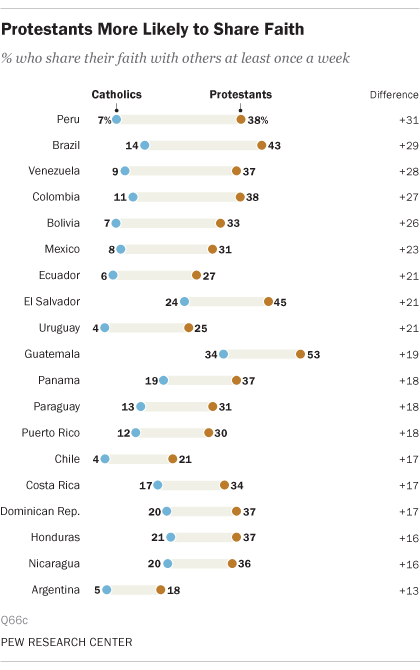 Protestants More Likely to Share Faith
% who share their faith with others at least once a week
Catholics Protestants Difference
Peru 7% 38% +31
Brazil 14 43 +29
Venezuela 9 37 +28
Colombia 11 38 +27
Bolivia 7 33 +26
Mexico 8 31 +23
Ecuador 6 27 +21
El Salvador 24 45 +21
Uruguay 4 25 +21
Guatemala 34 53 +19
Panama 19 37 +18
Paraguay 13 31 +18
Puerto Rico 12 30 +18
Chile 4 21 +17
Costa Rica 17 34 +17
Dominican Rep. 20 37 +17
Honduras 21 37 +16
Nicaragua 20 36 +16
Argentina 5 18 +13
Q66c
PEW RESEARCH CENTER